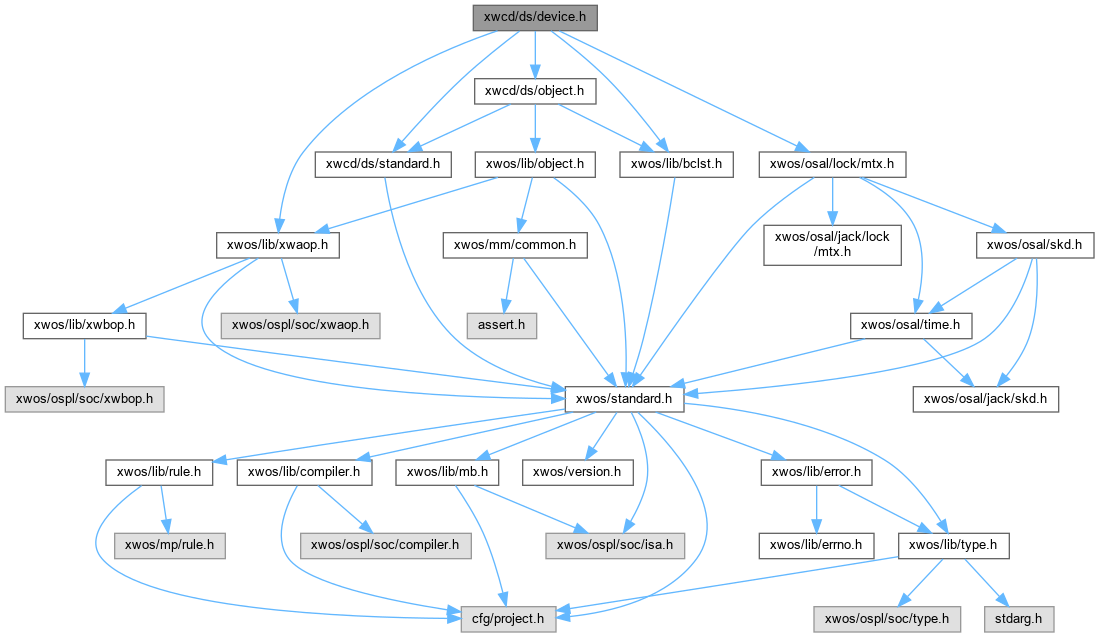 xwcd/ds/device.h
xwcd/ds/object.h
xwcd/ds/standard.h
xwos/lib/object.h
xwos/lib/bclst.h
xwos/osal/lock/mtx.h
xwos/lib/xwaop.h
xwos/mm/common.h
xwos/osal/jack/lock
/mtx.h
xwos/osal/skd.h
xwos/lib/xwbop.h
xwos/ospl/soc/xwaop.h
assert.h
xwos/osal/time.h
xwos/ospl/soc/xwbop.h
xwos/standard.h
xwos/osal/jack/skd.h
xwos/lib/rule.h
xwos/lib/compiler.h
xwos/lib/mb.h
xwos/version.h
xwos/lib/error.h
xwos/mp/rule.h
xwos/ospl/soc/compiler.h
xwos/ospl/soc/isa.h
xwos/lib/errno.h
xwos/lib/type.h
cfg/project.h
xwos/ospl/soc/type.h
stdarg.h